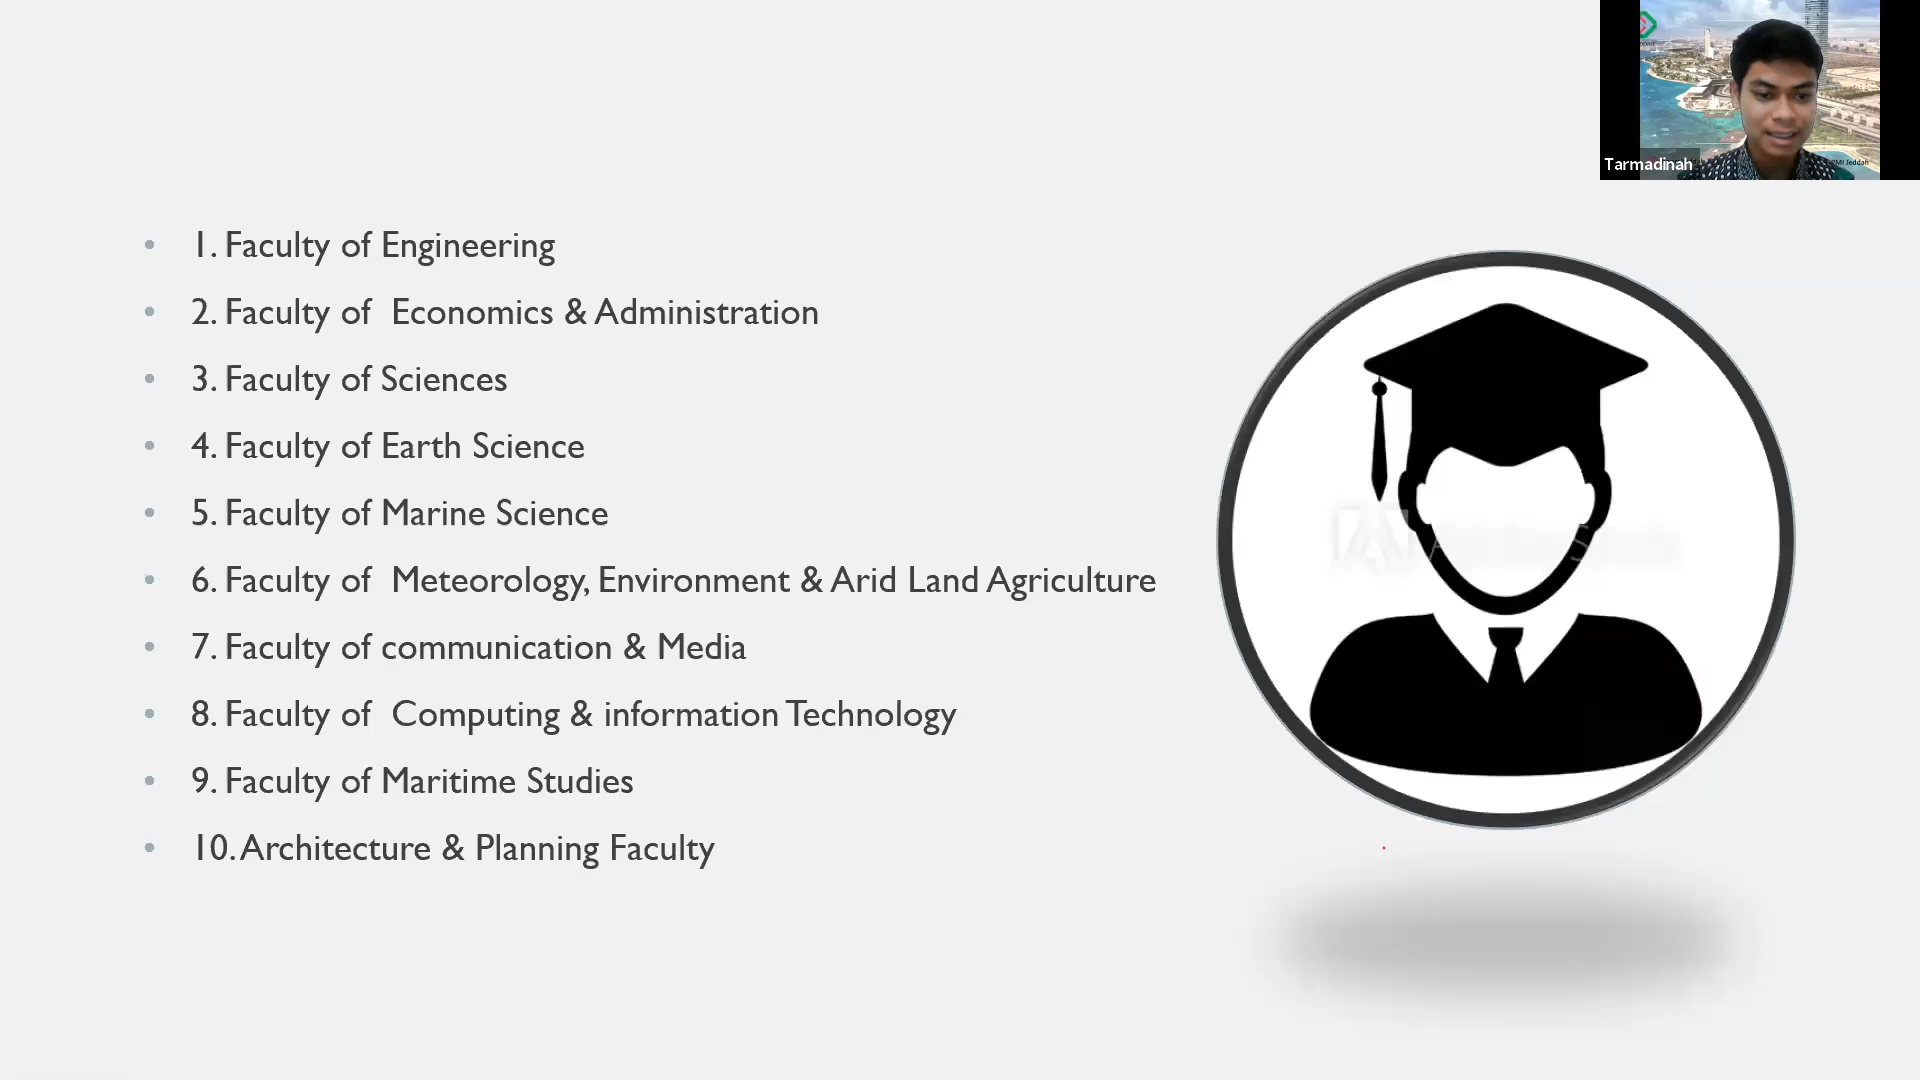 Tarmadinah
PMI Jeddah
• 1. Faculty of Engineering
• 2. Faculty of  Economics & Administration
• 3. Faculty of Sciences
• 4. Faculty of Earth Science
• 5. Faculty of Marine Science
• 6. Faculty of  Meteorology, Environment & Arid Land Agriculture
• 7. Faculty of communication & Media
• 8. Faculty of  Computing & information Technology
• 9. Faculty of Maritime Studies
• 10. Architecture & Planning Faculty